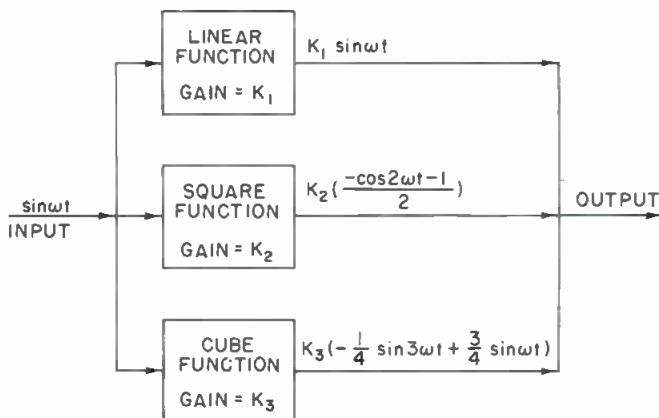 LINEAR
FUNCTION
GAIN = K₁
K₁ sinωt
sinωt
INPUT
SQUARE
FUNCTION
GAIN = K₂
K₂(-cos2ωt-1/2)
OUTPUT
CUBE
FUNCTION
GAIN = K₃
K₃(-1/4 sin3ωt + 3/4 sinωt)